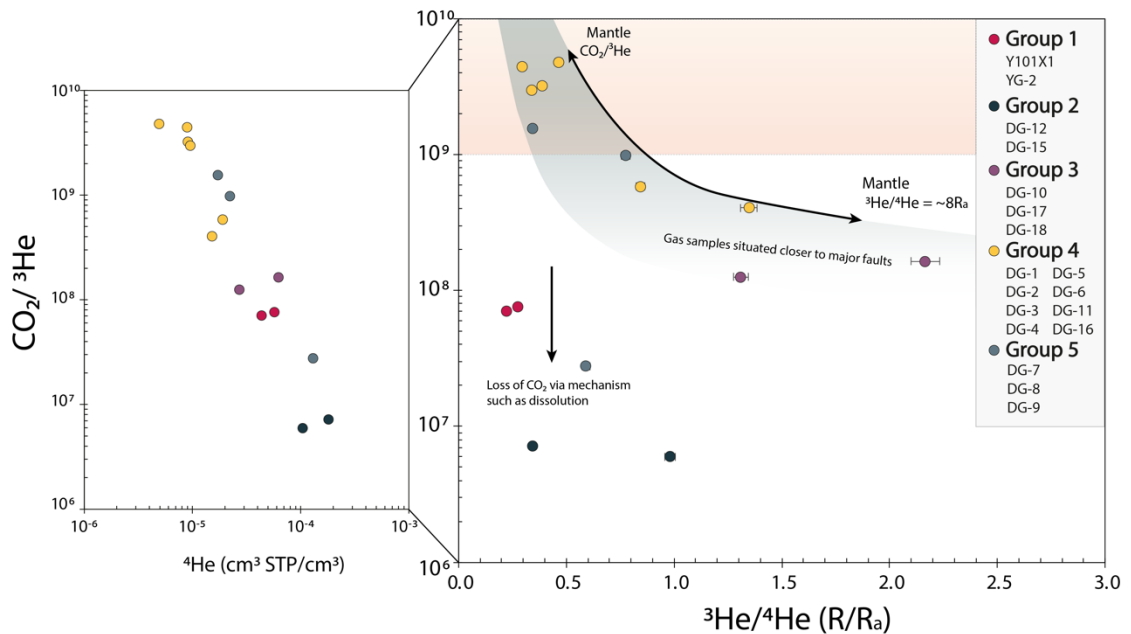 CO₂/ ³He
10¹⁰
10⁹
10⁸
10⁷
10⁶
10⁻⁶
10⁻⁵
10⁻⁴
10⁻³
⁴He (cm³ STP/cm³)
10¹⁰
10⁹
10⁸
10⁷
10⁶
0.0
0.5
1.0
1.5
2.0
2.5
3.0
³He/⁴He (R/Rₐ)
Mantle
CO₂/³He
Mantle
³He/⁴He = ~8Rₐ
Gas samples situated closer to major faults
Loss of CO₂ via mechanism
such as dissolution
Group 1
Y101X1
YG-2
Group 2
DG-12
DG-15
Group 3
DG-10
DG-17
DG-18
Group 4
DG-1 DG-5
DG-2 DG-6
DG-3 DG-11
DG-4 DG-16
Group 5
DG-7
DG-8
DG-9